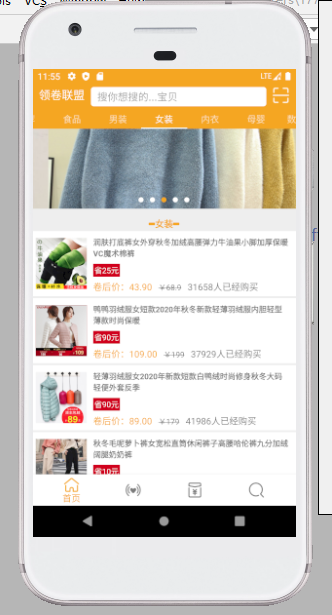 VCS Window
11:55
LTE
领卷联盟
搜你想搜的...宝贝
食品 男装 女装 内衣 母婴 数
女装
润肤打底裤女外穿秋冬加绒高腰弹力牛油果小脚加厚保暖
VC魔术棉裤
省25元
卷后价：43.90 ￥68.9 31658人已经购买
鸭鸭羽绒服女短款2020年秋冬新款轻薄羽绒服内胆轻型
薄款时尚保暖
省90元
卷后价：109.00 ￥199 37929人已经购买
轻薄羽绒服女2020年新款短款白鸭绒时尚修身秋冬大码
轻便外套反季
省90元
卷后价：89.00 ￥179 41986人已经购买
秋冬毛呢萝卜裤女宽松直筒休闲裤子高腰哈伦裤九分加绒
阔腿奶奶裤
省10元
首页